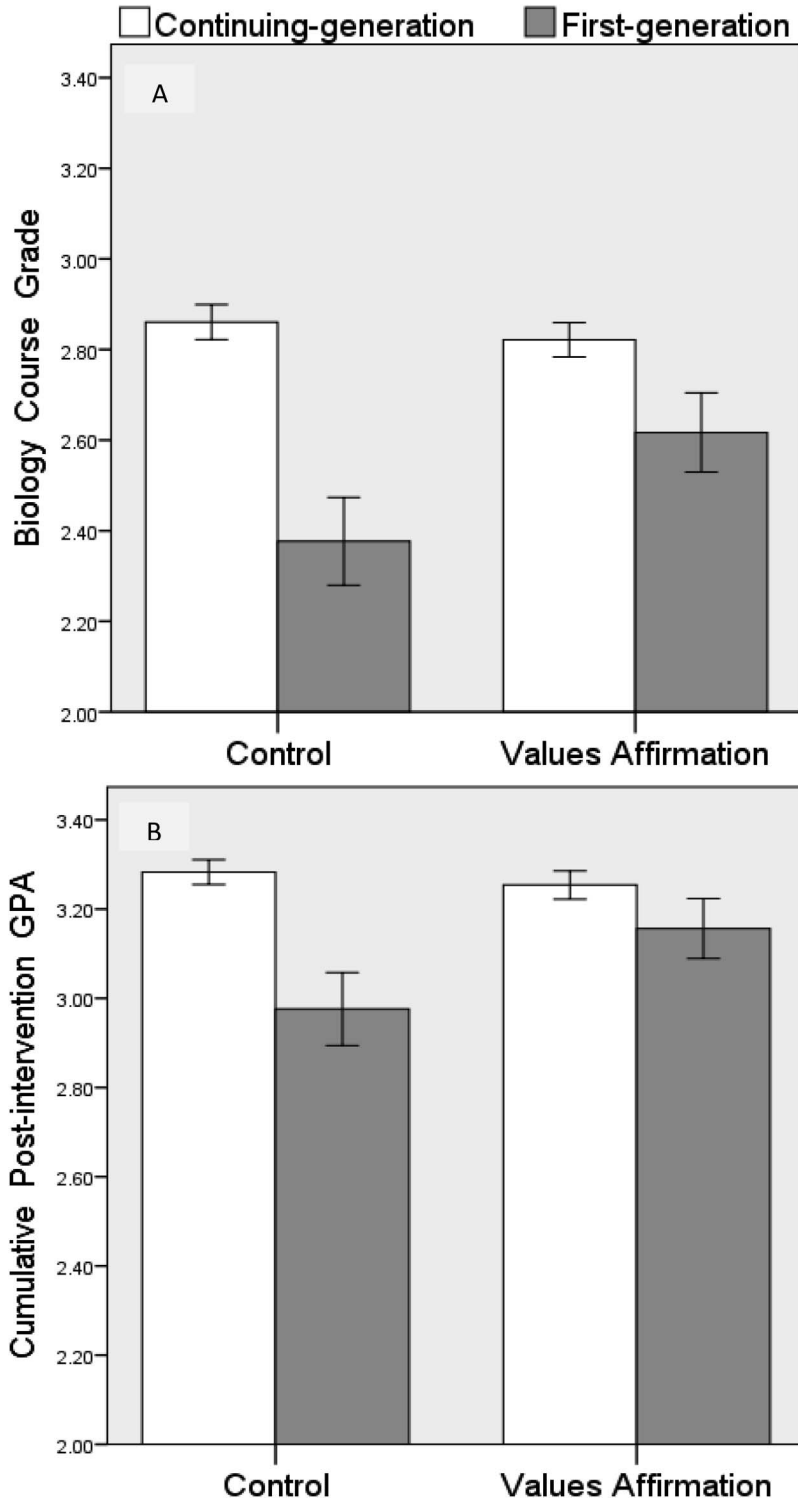 Continuing-generation First-generation
A
Biology Course Grade
3.40
3.20
3.00
2.80
2.60
2.40
2.20
2.00
Control Values Affirmation
B
Cumulative Post-intervention GPA
3.40
3.20
3.00
2.80
2.60
2.40
2.20
2.00
Control Values Affirmation